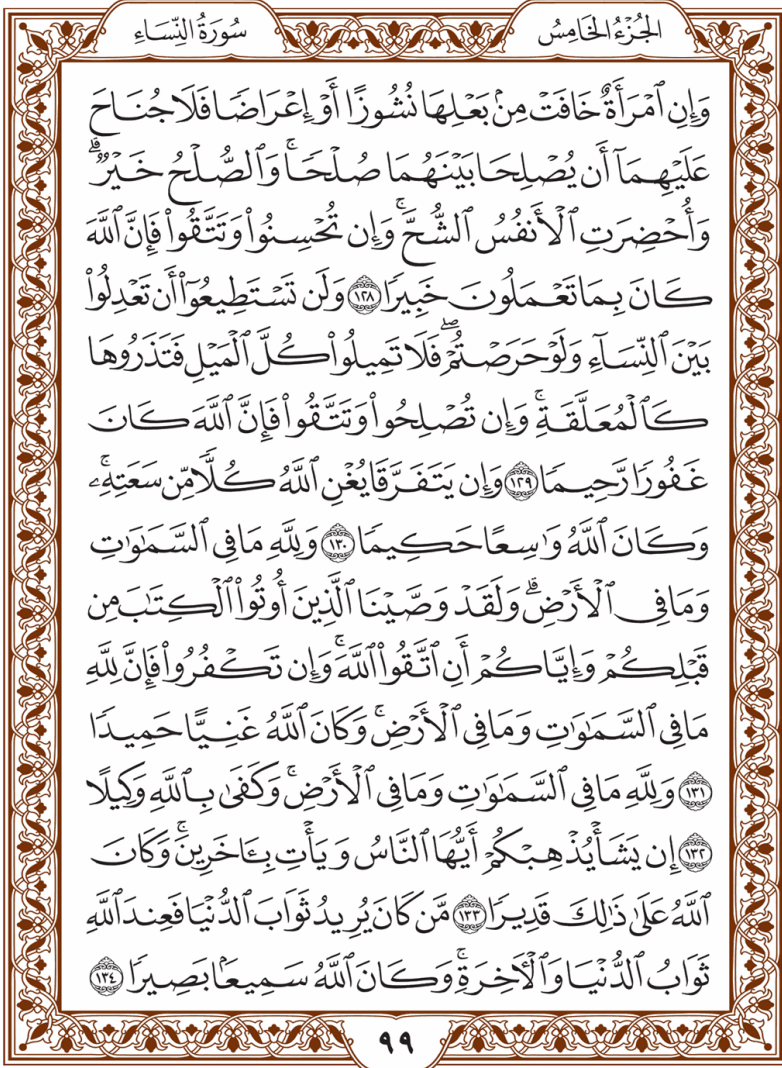 الجُزْءُ الخَامِسُ
سُورَةُ النِّسَاءِ
وَإِنِ ٱمْرَأَةٌ خَافَتْ مِنۢ بَعْلِهَا نُشُوزًا أَوْ إِعْرَاضًا فَلَا جُنَاحَ
عَلَيْهِمَآ أَن يُصْلِحَا بَيْنَهُمَا صُلْحًاۚ وَٱلصُّلْحُ خَيْرٌۗ
وَأُحْضِرَتِ ٱلْأَنفُسُ ٱلشُّحَّۚ وَإِن تُحْسِنُوا۟ وَتَتَّقُوا۟ فَإِنَّ ٱللَّهَ
كَانَ بِمَا تَعْمَلُونَ خَبِيرًا ١٢٨ وَلَن تَسْتَطِيعُوٓا۟ أَن تَعْدِلُوا۟
بَيْنَ ٱلنِّسَآءِ وَلَوْ حَرَصْتُمْۖ فَلَا تَمِيلُوا۟ كُلَّ ٱلْمَيْلِ فَتَذَرُوهَا
كَٱلْمُعَلَّقَةِۚ وَإِن تُصْلِحُوا۟ وَتَتَّقُوا۟ فَإِنَّ ٱللَّهَ كَانَ
غَفُورًا رَّحِيمًا ١٢٩ وَإِن يَتَفَرَّقَا يُغْنِ ٱللَّهُ كُلًّا مِّن سَعَتِهِۦۚ
وَكَانَ ٱللَّهُ وَٰسِعًا حَكِيمًا ١٣٠ وَلِلَّهِ مَا فِى ٱلسَّمَٰوَٰتِ
وَمَا فِى ٱلْأَرْضِۗ وَلَقَدْ وَصَّيْنَا ٱلَّذِينَ أُوتُوا۟ ٱلْكِتَٰبَ مِن
قَبْلِكُمْ وَإِيَّاكُمْ أَنِ ٱتَّقُوا۟ ٱللَّهَۚ وَإِن تَكْفُرُوا۟ فَإِنَّ لِلَّهِ
مَا فِى ٱلسَّمَٰوَٰتِ وَمَا فِى ٱلْأَرْضِۚ وَكَانَ ٱللَّهُ غَنِيًّا حَمِيدًا
١٣١ وَلِلَّهِ مَا فِى ٱلسَّمَٰوَٰتِ وَمَا فِى ٱلْأَرْضِۚ وَكَفَىٰ بِٱللَّهِ وَكِيلًا
١٣٢ إِن يَشَأْ يُذْهِبْكُمْ أَيُّهَا ٱلنَّاسُ وَيَأْتِ بِـَٔاخَرِينَۚ وَكَانَ
ٱللَّهُ عَلَىٰ ذَٰلِكَ قَدِيرًا ١٣٣ مَّن كَانَ يُرِيدُ ثَوَابَ ٱلدُّنْيَا فَعِندَ ٱللَّهِ
ثَوَابُ ٱلدُّنْيَا وَٱلْـَٔاخِرَةِۚ وَكَانَ ٱللَّهُ سَمِيعًۢا بَصِيرًا ١٣٤
٩٩